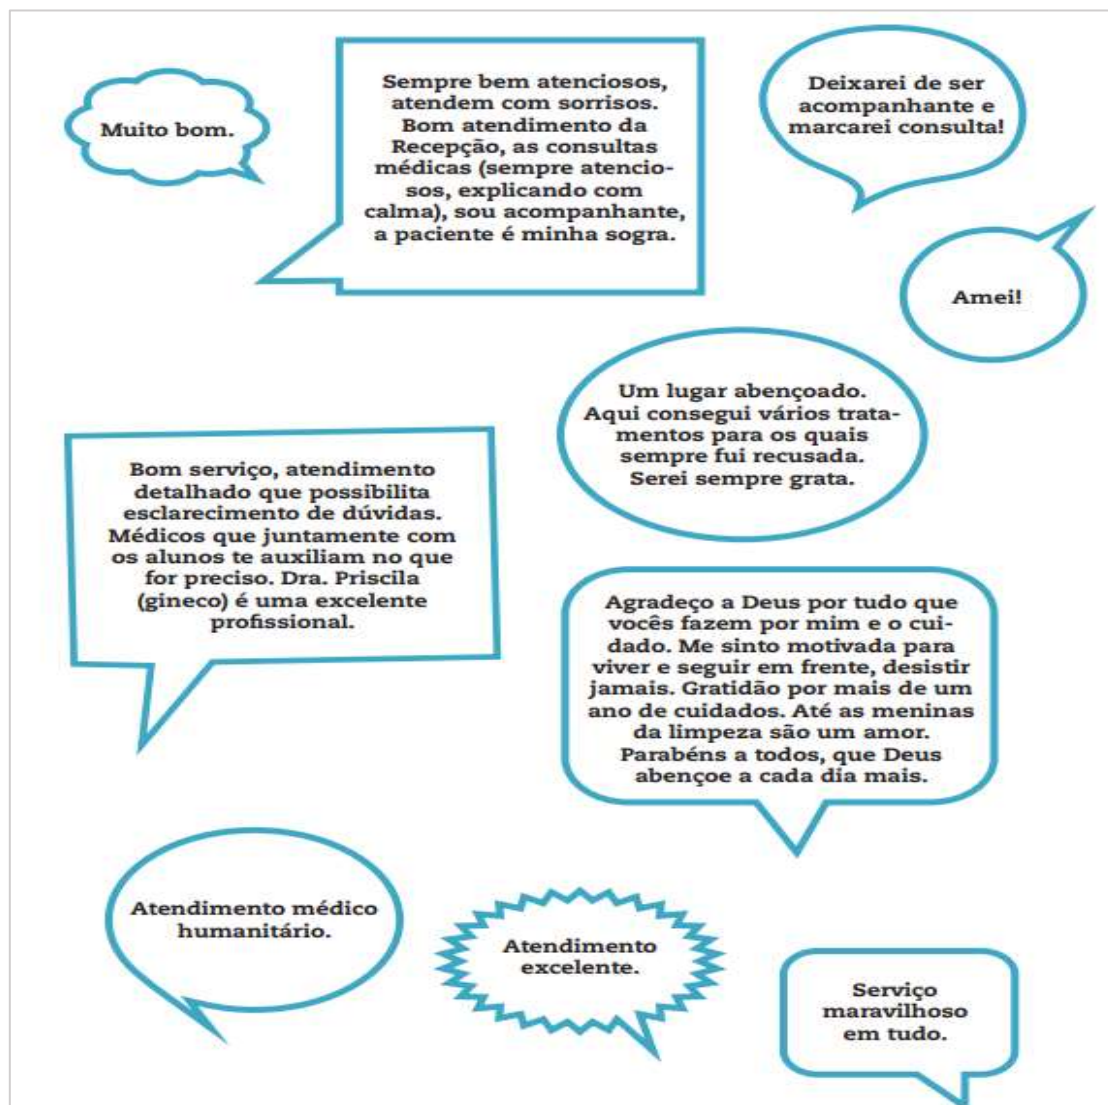 Muito bom.
Sempre bem atenciosos,
atendem com sorrisos.
Bom atendimento da
Recepção, as consultas
médicas (sempre atencio-
sos, explicando com
calma), sou acompanhante,
a paciente é minha sogra.
Deixarei de ser
acompanhante e
marcarei consulta!
Amei!
Um lugar abençoado.
Aqui consegui vários trata-
mentos para os quais
sempre fui recusada.
Serei sempre grata.
Bom serviço, atendimento
detalhado que possibilita
esclarecimento de dúvidas.
Médicos que juntamente com
os alunos te auxiliam no que
for preciso. Dra. Priscila
(gineco) é uma excelente
profissional.
Agradeço a Deus por tudo que
vocês fazem por mim e o cui-
dado. Me sinto motivada para
viver e seguir em frente, desistir
jamais. Gratidão por mais de um
ano de cuidados. Até as meninas
da limpeza são um amor.
Parabéns a todos, que Deus
abençoe a cada dia mais.
Atendimento médico
humanitário.
Atendimento
excelente.
Serviço
maravilhoso
em tudo.